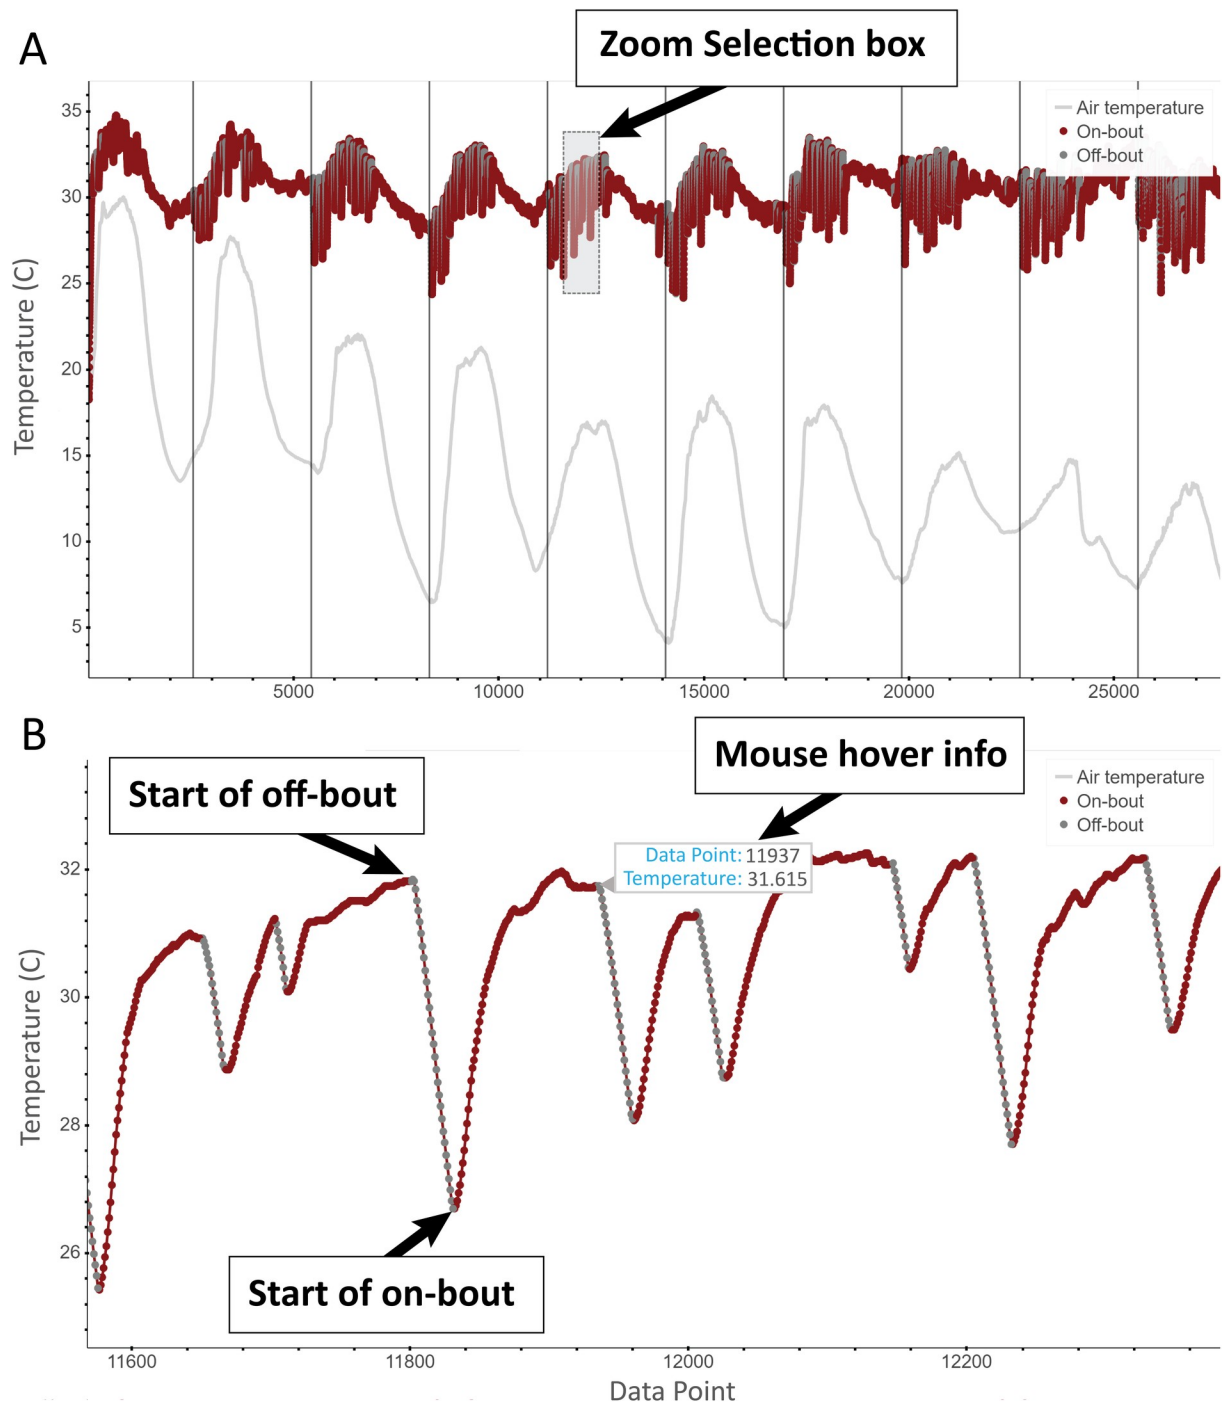 A
Zoom Selection box
Air temperature
On-bout
Off-bout
35
30
25
20
15
10
5
Temperature (C)
5000 10000 15000 20000 25000
B
Start of off-bout
Mouse hover info
Air temperature
On-bout
Off-bout
Data Point: 11937
Temperature: 31.615
32
30
28
26
Temperature (C)
Start of on-bout
11600 11800 12000 12200
Data Point